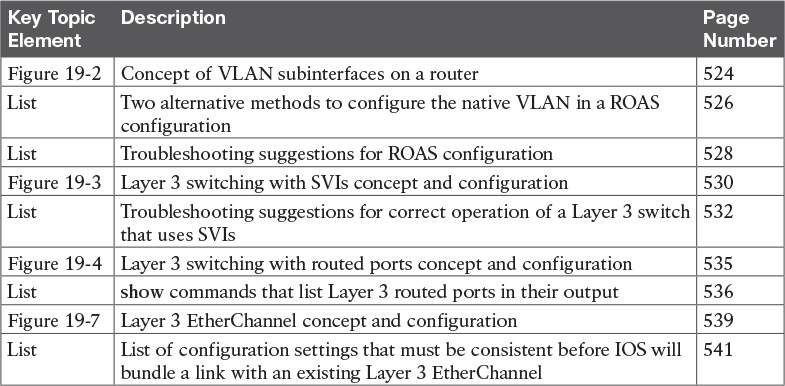 Key Topic Element Description Page Number
Figure 19-2 Concept of VLAN subinterfaces on a router 524
List Two alternative methods to configure the native VLAN in a ROAS 526
configuration
List Troubleshooting suggestions for ROAS configuration 528
Figure 19-3 Layer 3 switching with SVIs concept and configuration 530
List Troubleshooting suggestions for correct operation of a Layer 3 switch 532
that uses SVIs
Figure 19-4 Layer 3 switching with routed ports concept and configuration 535
List show commands that list Layer 3 routed ports in their output 536
Figure 19-7 Layer 3 EtherChannel concept and configuration 539
List List of configuration settings that must be consistent before IOS will 541
bundle a link with an existing Layer 3 EtherChannel